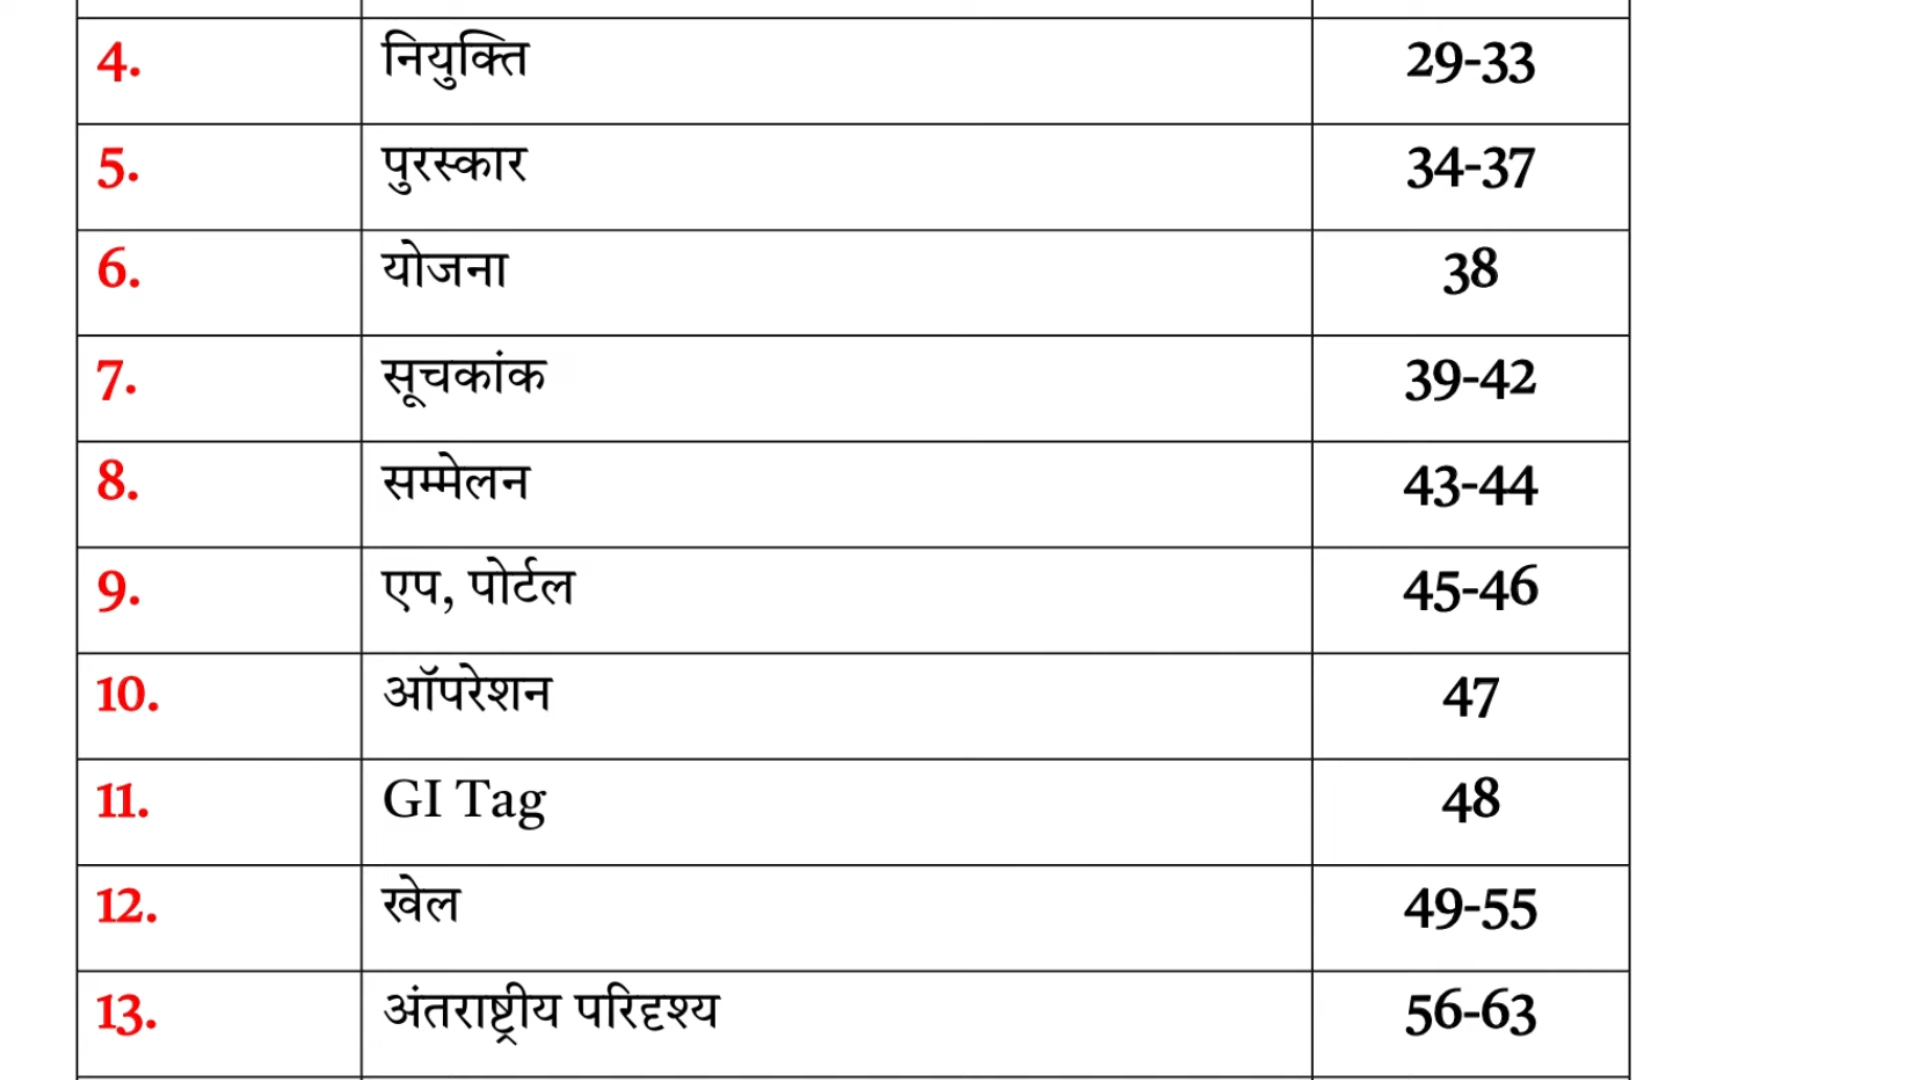 4. नियुक्ति 29-33
5. पुरस्कार 34-37
6. योजना 38
7. सूचकांक 39-42
8. सम्मेलन 43-44
9. एप, पोर्टल 45-46
10. ऑपरेशन 47
11. GI Tag 48
12. खेल 49-55
13. अंतराष्ट्रीय परिदृश्य 56-63